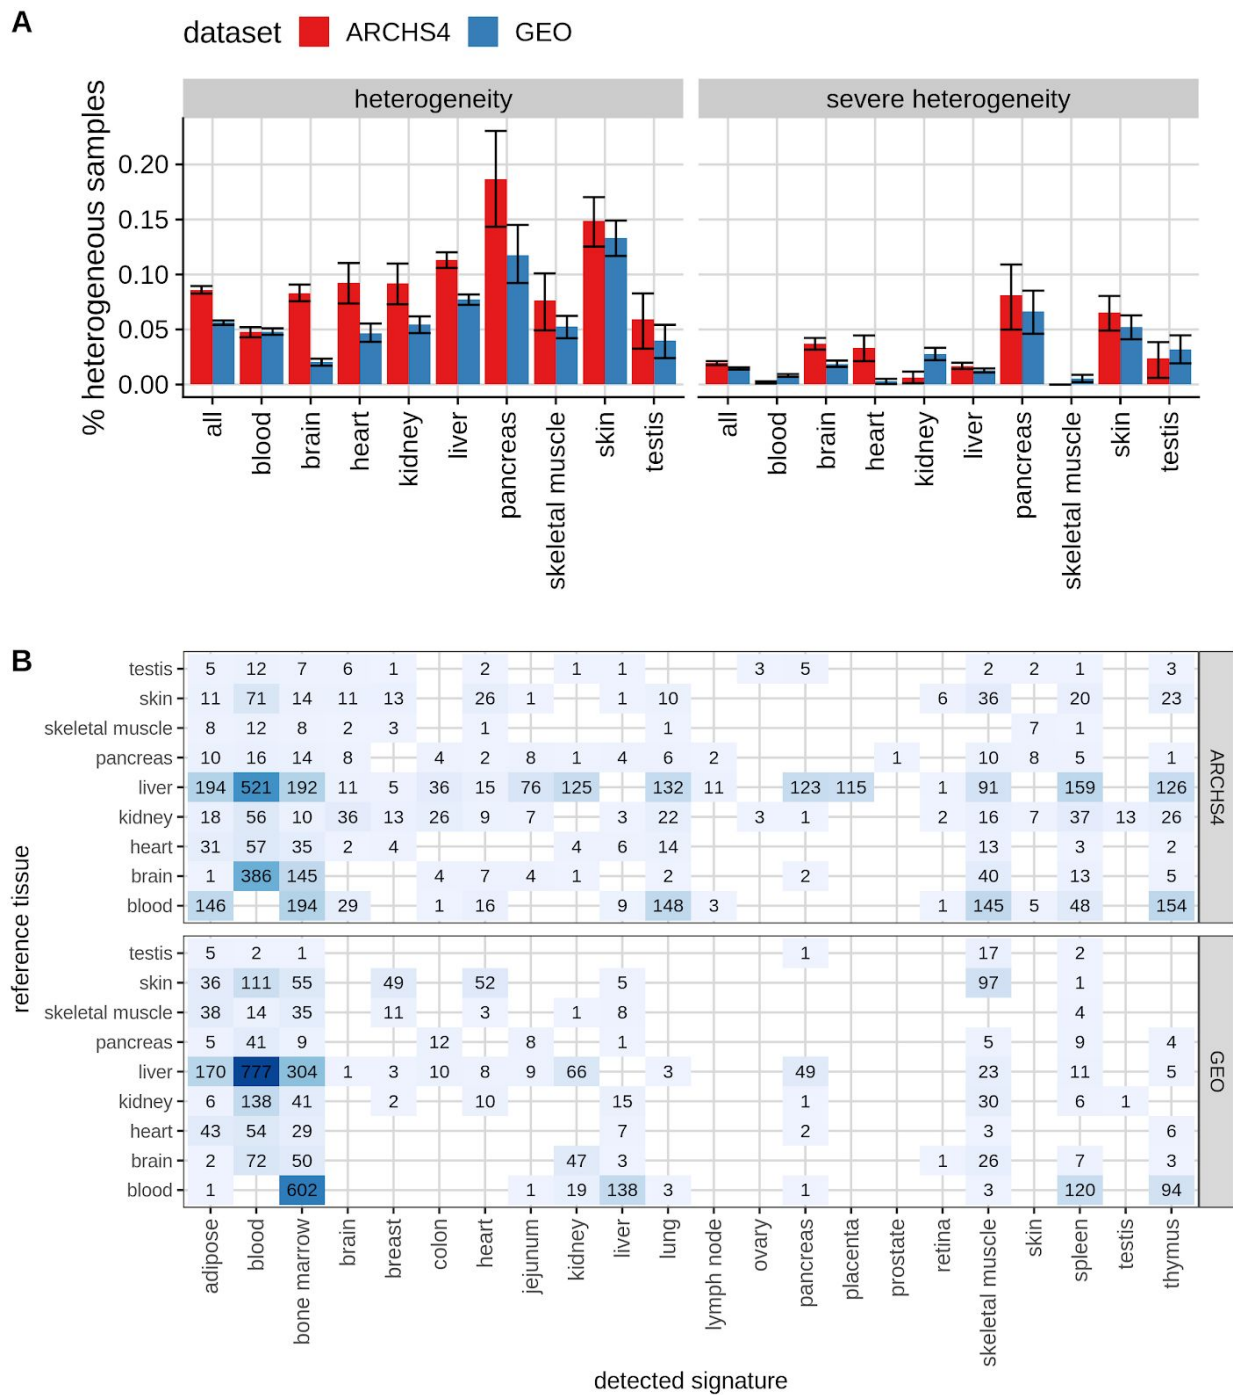 A
dataset ARCHS4 GEO
heterogeneity severe heterogeneity
% heterogeneous samples
0.20
0.15
0.10
0.05
0.00
all blood brain heart kidney liver pancreas skeletal muscle skin testis
all blood brain heart kidney liver pancreas skeletal muscle skin testis
B
reference tissue
ARCHS4
testis 5 12 7 6 1 2 1 1 3 5 2 2 1 3
skin 11 71 14 11 13 26 1 1 10 6 36 20 23
skeletal muscle 8 12 8 2 3 1 1 7 1
pancreas 10 16 14 8 4 2 8 1 4 6 2 1 10 8 5 1
liver 194 521 192 11 5 36 15 76 125 132 11 123 115 1 91 159 126
kidney 18 56 10 36 13 26 9 7 3 22 3 1 2 16 7 37 13 26
heart 31 57 35 2 4 4 6 14 13 3 2
brain 1 386 145 4 7 4 1 2 2 40 13 5
blood 146 194 29 1 16 9 148 3 1 145 5 48 154
GEO
testis 5 2 1 1 17 2
skin 36 111 55 49 52 5 97 1
skeletal muscle 38 14 35 11 3 1 8 4
pancreas 5 41 9 12 8 1 5 9 4
liver 170 777 304 1 3 10 8 9 66 3 49 23 11 5
kidney 6 138 41 2 10 15 1 30 6 1
heart 43 54 29 7 2 3 6
brain 2 72 50 47 3 1 26 7 3
blood 1 602 1 19 138 3 1 3 120 94
adipose blood bone marrow brain breast colon heart jejunum kidney liver lung lymph node ovary pancreas placenta prostate retina skeletal muscle skin spleen testis thymus
detected signature